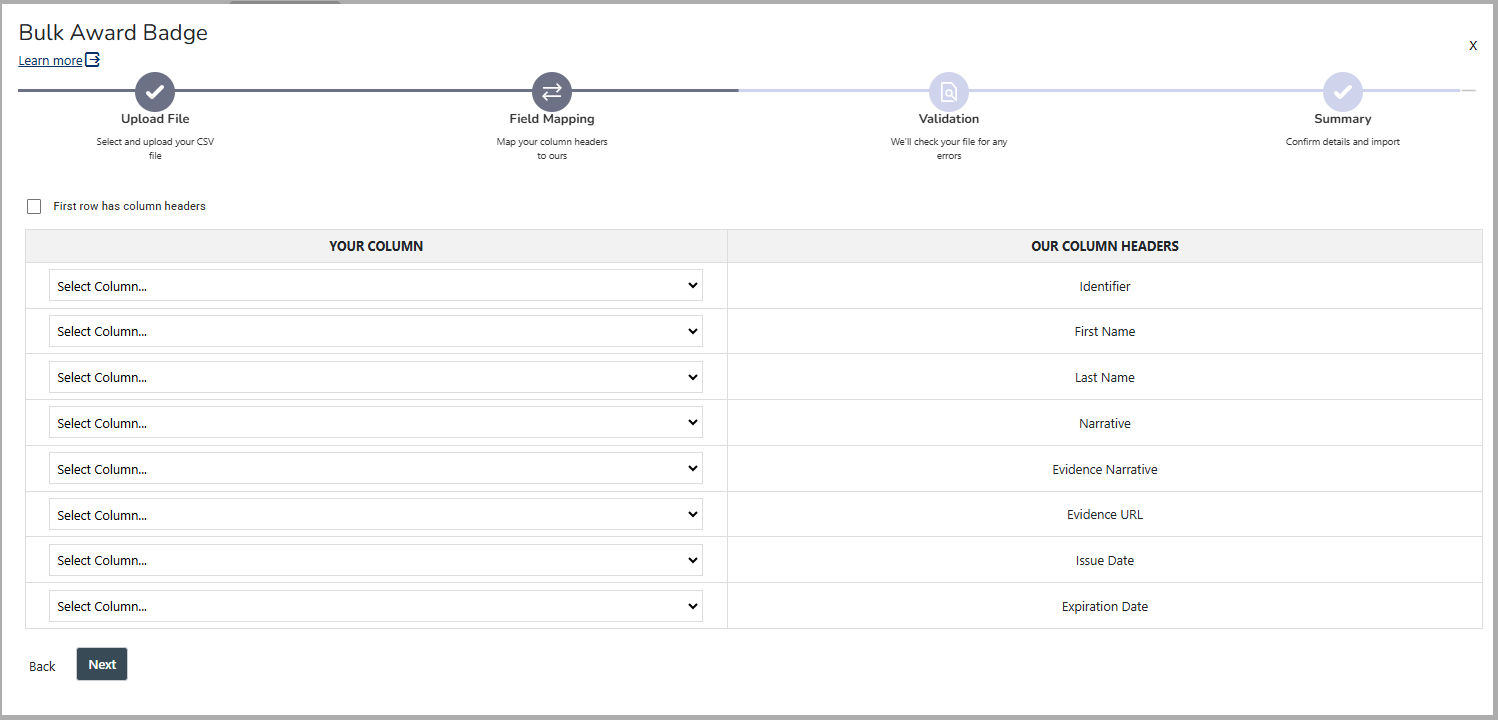 Bulk Award Badge
X
Learn more
Upload File
Select and upload your CSV
file
Field Mapping
Map your column headers
to ours
Validation
We'll check your file for any
errors
Summary
Confirm details and import
First row has column headers
YOUR COLUMN
OUR COLUMN HEADERS
Select Column...
Identifier
Select Column...
First Name
Select Column...
Last Name
Select Column...
Narrative
Select Column...
Evidence Narrative
Select Column...
Evidence URL
Select Column...
Issue Date
Select Column...
Expiration Date
Back
Next